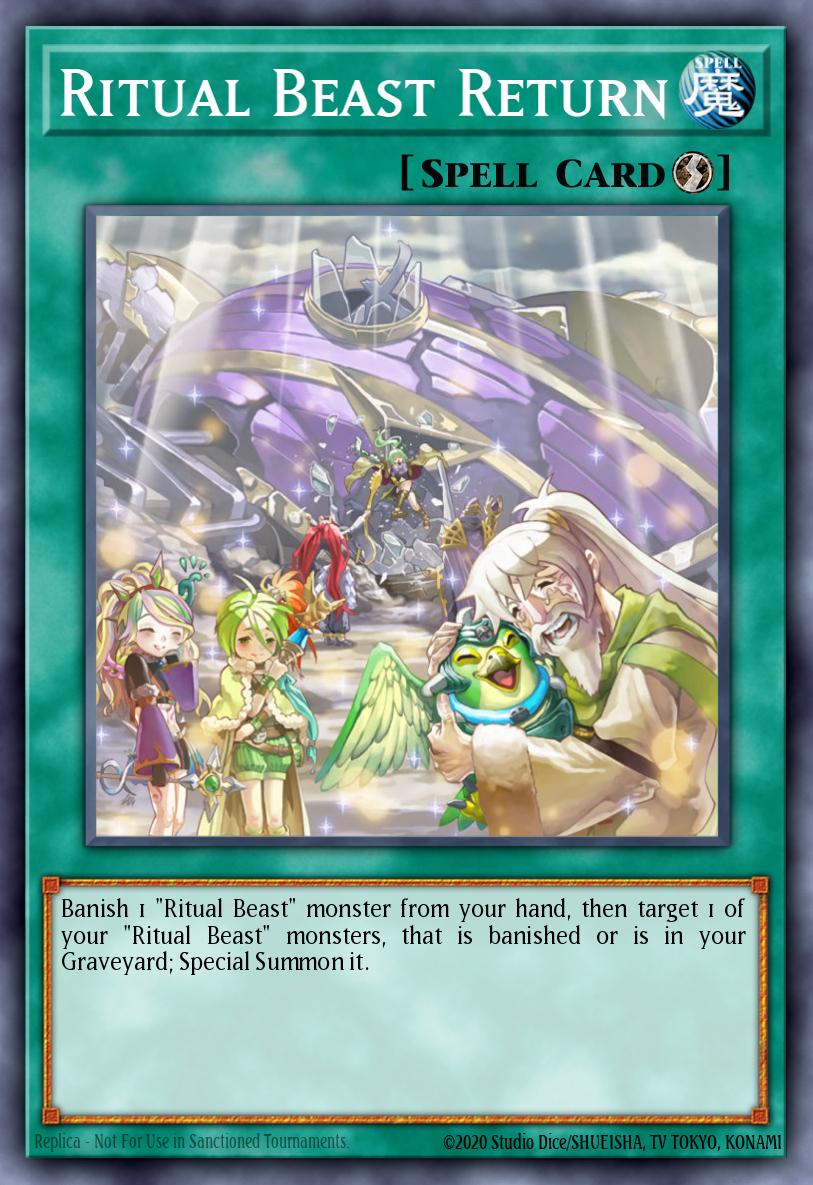 Ritual Beast Return
SPELL
魔
[Spell Card]
Banish 1 "Ritual Beast" monster from your hand, then target 1 of
your "Ritual Beast" monsters, that is banished or is in your
Graveyard; Special Summon it.
Replica - Not For Use in Sanctioned Tournaments.
©2020 Studio Dice/SHUEISHA, TV TOKYO, KONAMI